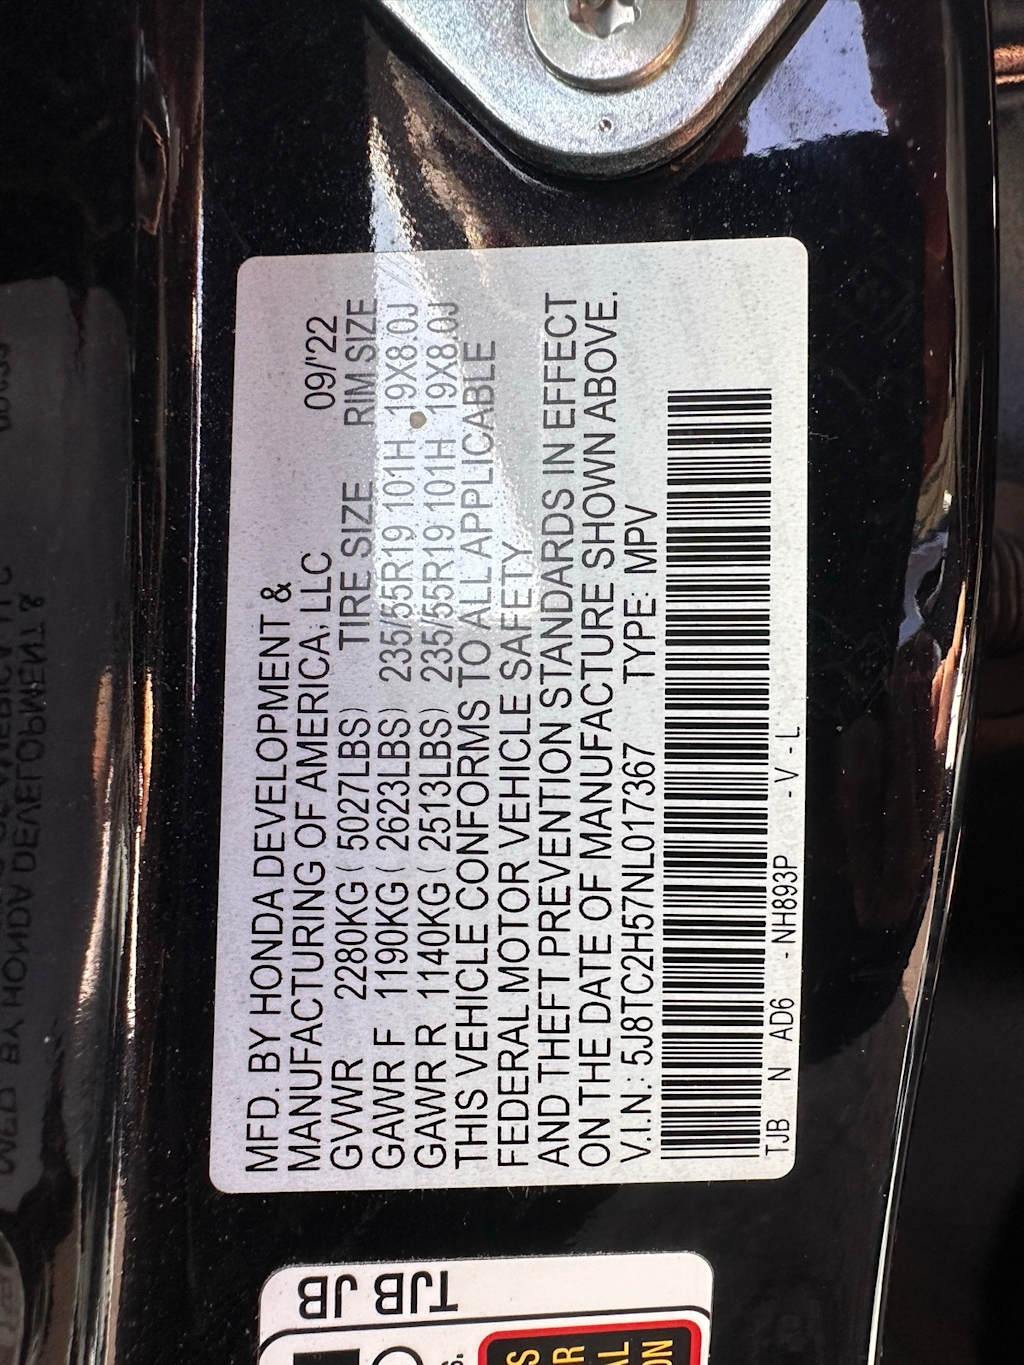 MFD. BY HONDA DEVELOPMENT &
MANUFACTURING OF AMERICA, LLC 09/'22
GVWR 2280KG ( 5027LBS) TIRE SIZE RIM SIZE
GAWR F 1190KG ( 2623LBS) 235/55R19 101H 19X8.0J
GAWR R 1140KG ( 2513LBS) 235/55R19 101H 19X8.0J
THIS VEHICLE CONFORMS TO ALL APPLICABLE
FEDERAL MOTOR VEHICLE SAFETY
AND THEFT PREVENTION STANDARDS IN EFFECT
ON THE DATE OF MANUFACTURE SHOWN ABOVE.
V.I.N.: 5J8TC2H57NL017367 TYPE: MPV
TJB N AD6 - NH893P - V - L
TJB